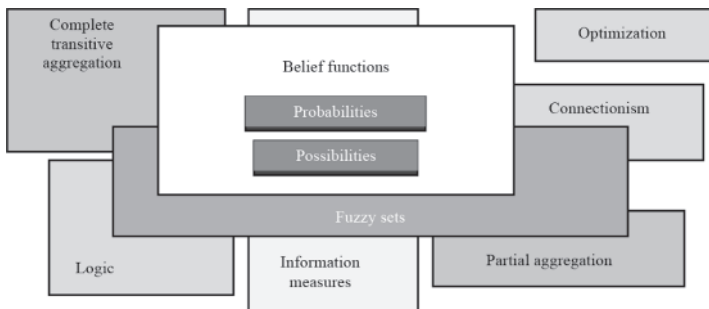 Complete
transitive
aggregation
Belief functions
Optimization
Probabilities
Connectionism
Possibilities
Fuzzy sets
Logic
Information
measures
Partial aggregation